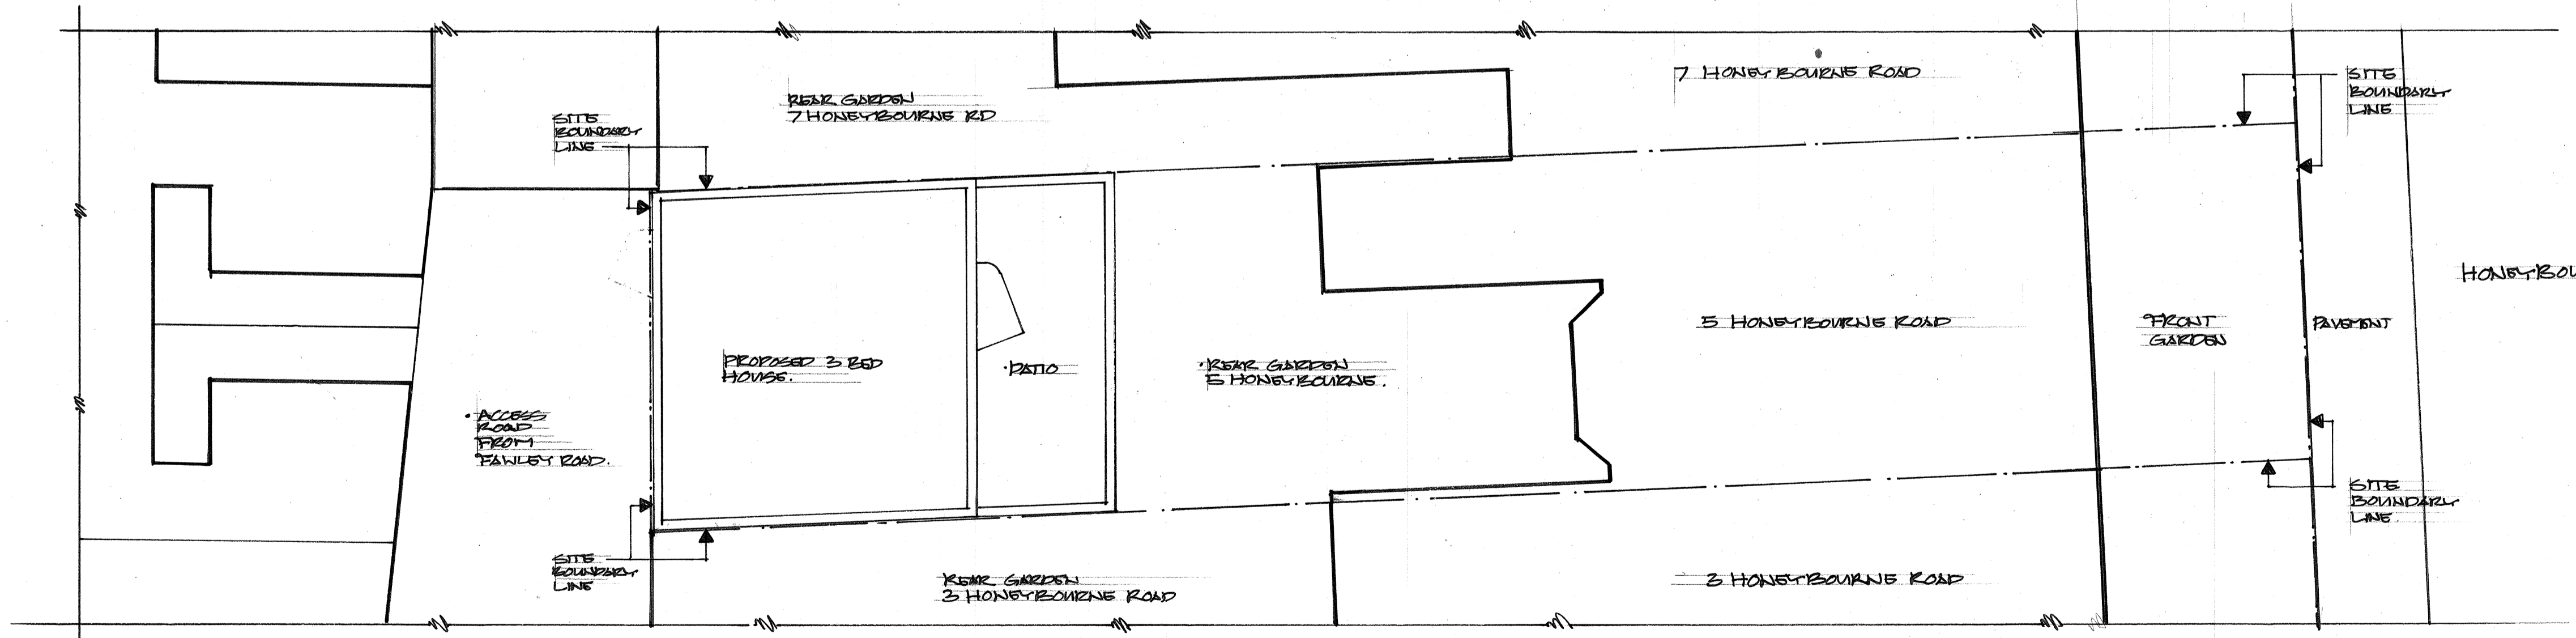 7 HONEYBOURNE ROAD
SITE
BOUNDARY
LINE
REAR GARDEN
7 HONEYBOURNE RD
SITE
BOUNDARY
LINE
HONEYBOU
5 HONEYBOURNE ROAD
FRONT
GARDEN
PAVEMENT
PROPOSED 3 BED
HOUSE.
·PATIO
·REAR GARDEN
5 HONEYBOURNE.
·ACCESS
ROAD
FROM
FAWLEY ROAD.
SITE
BOUNDARY
LINE.
SITE
BOUNDARY
LINE
REAR GARDEN
3 HONEYBOURNE ROAD
3 HONEYBOURNE ROAD